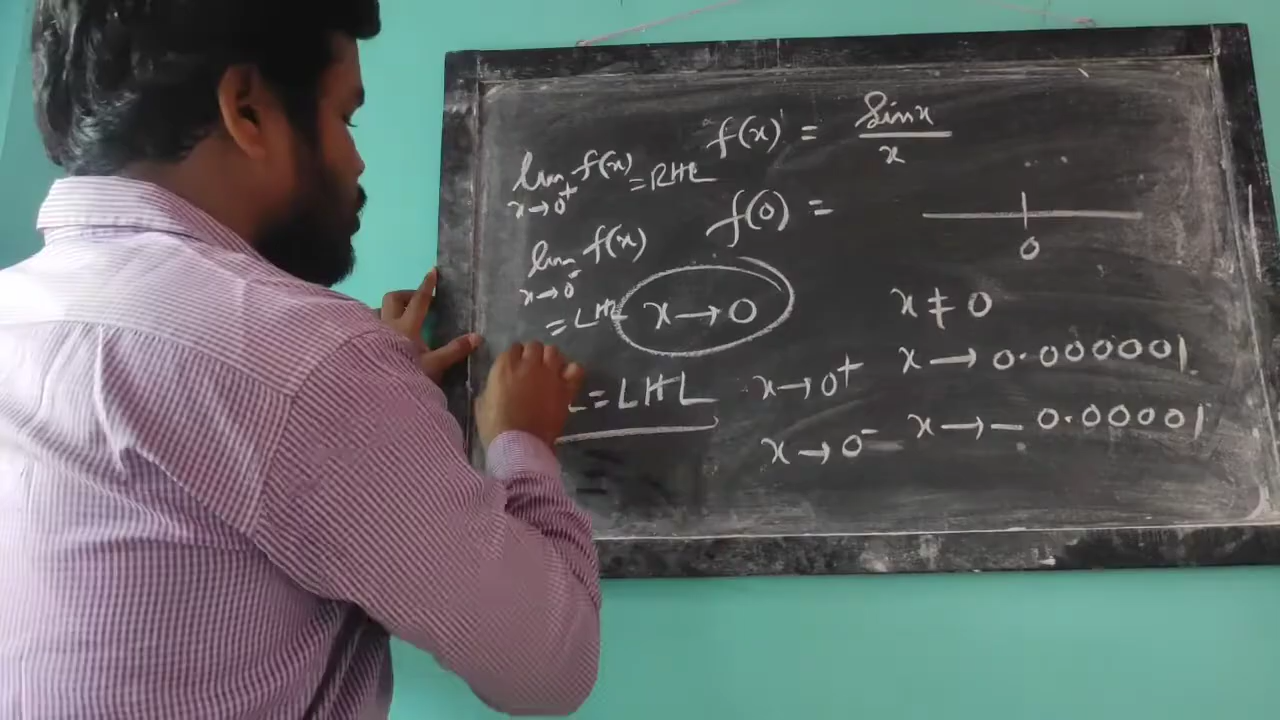 f(x) = sinx/x
lim f(x) = RHL
x→0+
f(0) =
lim f(x)
x→0-
= LHL
0
x→0
x ≠ 0
x → 0.000001
= LHL
x→0+
x→ - 0.00001
x→0-